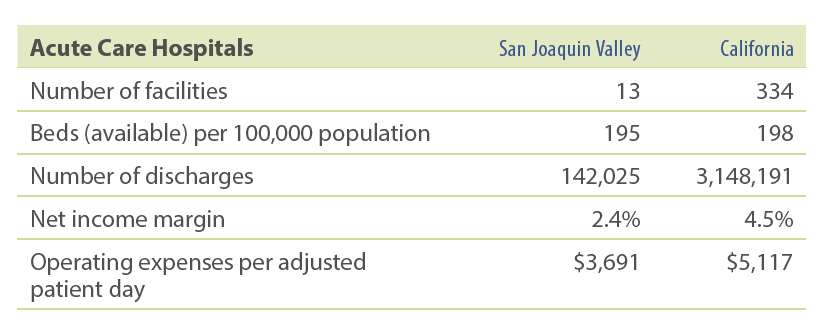 Acute Care Hospitals San Joaquin Valley California
Number of facilities 13 334
Beds (available) per 100,000 population 195 198
Number of discharges 142,025 3,148,191
Net income margin 2.4% 4.5%
Operating expenses per adjusted $3,691 $5,117
patient day